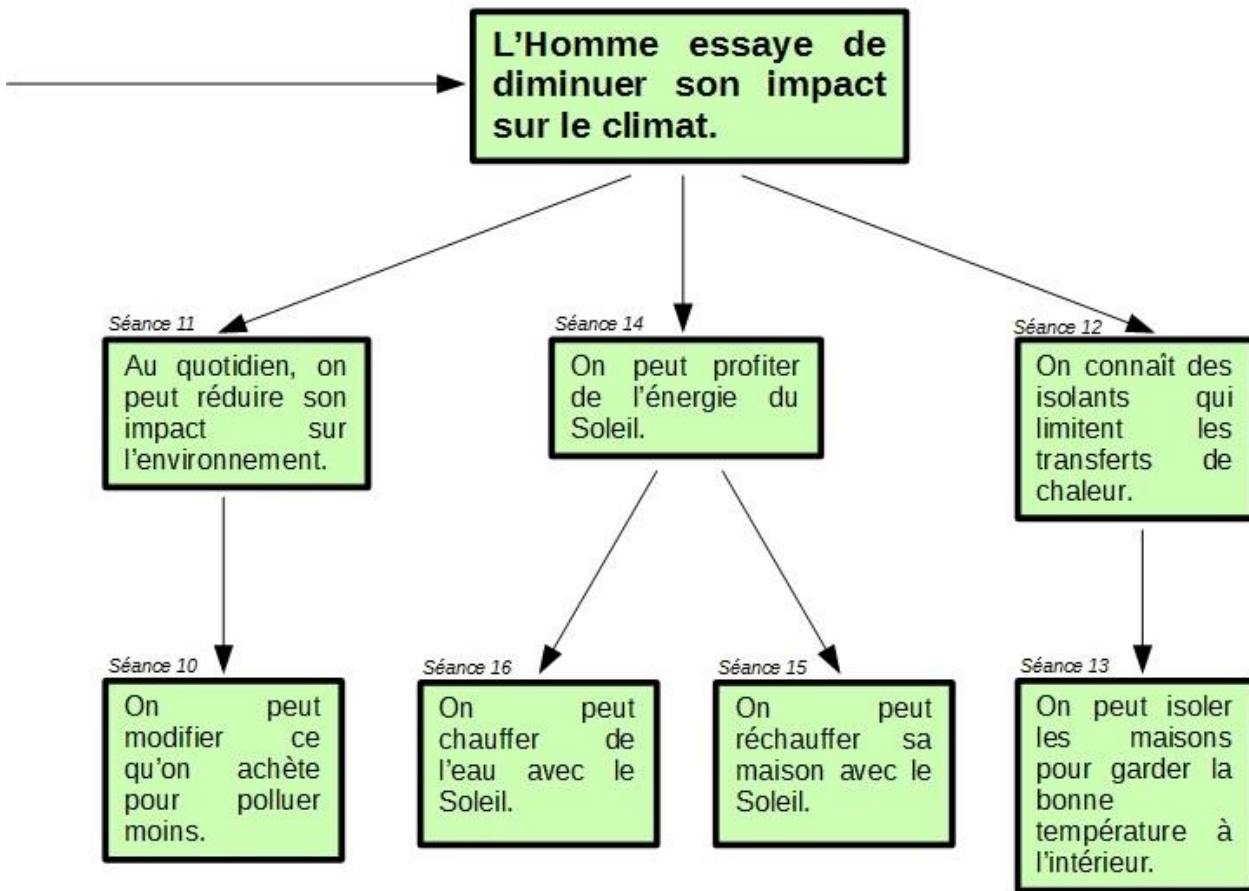 L'Homme essaye de
diminuer son impact
sur le climat.
Séance 11
Au quotidien, on
peut réduire son
impact sur
l'environnement.
Séance 14
On peut profiter
de l'énergie du
Soleil.
Séance 12
On connaît des
isolants qui
limitent les
transferts de
chaleur.
Séance 10
On peut
modifier ce
qu'on achète
pour polluer
moins.
Séance 16
On peut
chauffer de
l'eau avec le
Soleil.
Séance 15
On peut
réchauffer sa
maison avec le
Soleil.
Séance 13
On peut isoler
les maisons
pour garder la
bonne
température à
l'intérieur.